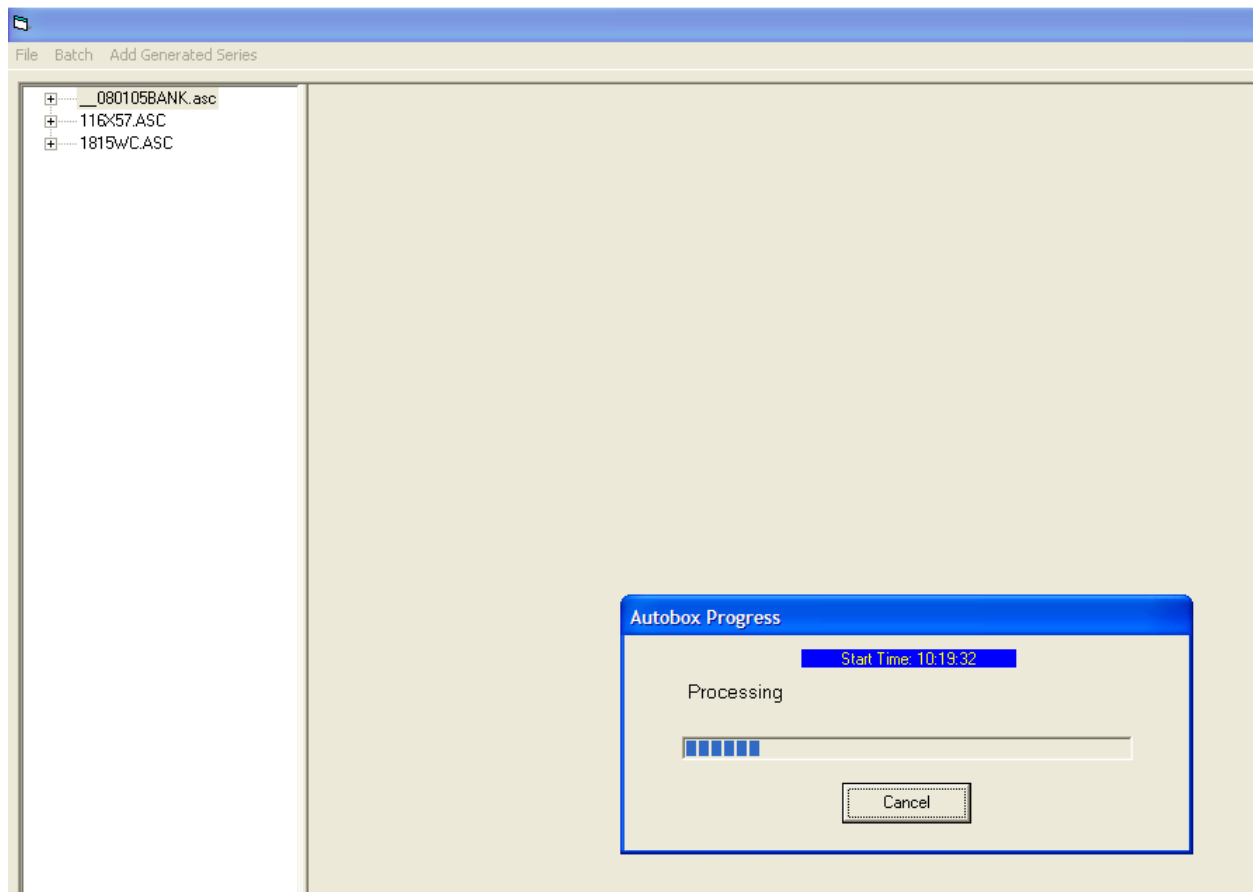 File Batch Add Generated Series
__080105BANK.asc
116X57.ASC
1815WC.ASC
Autobox Progress
Start Time: 10:19:32
Processing
Cancel